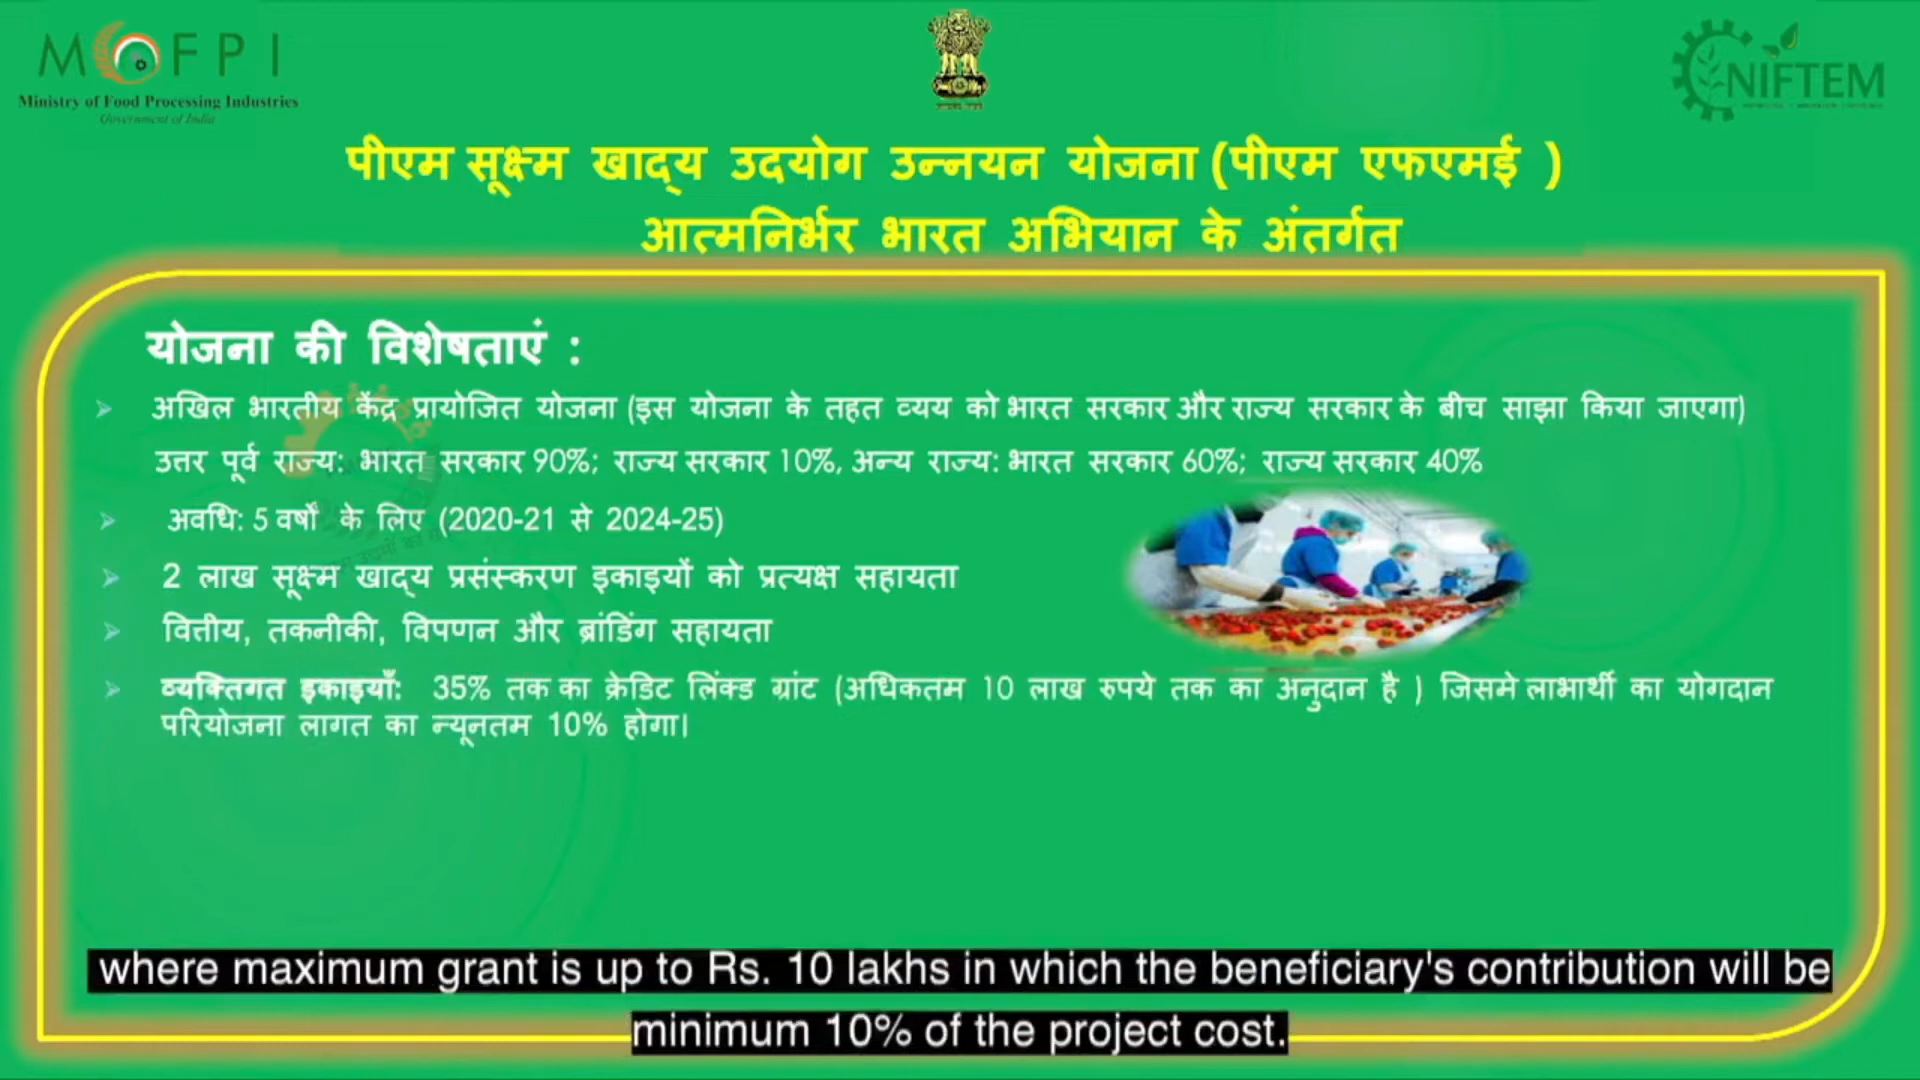 MOFPI
Ministry of Food Processing Industries
Government of India
NIFTEM
पीएम सूक्ष्म खाद्य उदयोग उन्नयन योजना (पीएम एफएमई )
आत्मनिर्भर भारत अभियान के अंतर्गत
योजना की विशेषताएं :
अखिल भारतीय केंद्र प्रायोजित योजना (इस योजना के तहत व्यय को भारत सरकार और राज्य सरकार के बीच साझा किया जाएगा)
उत्तर पूर्व राज्य: भारत सरकार 90%; राज्य सरकार 10%, अन्य राज्य: भारत सरकार 60%; राज्य सरकार 40%
अवधि: 5 वर्षों के लिए (2020-21 से 2024-25)
2 लाख सूक्ष्म खाद्य प्रसंस्करण इकाइयों को प्रत्यक्ष सहायता
वित्तीय, तकनीकी, विपणन और ब्रांडिंग सहायता
व्यक्तिगत इकाइयाँ: 35% तक का क्रेडिट लिंक्ड ग्रांट (अधिकतम 10 लाख रुपये तक का अनुदान है ) जिसमे लाभार्थी का योगदान
परियोजना लागत का न्यूनतम 10% होगा।
where maximum grant is up to Rs. 10 lakhs in which the beneficiary's contribution will be
minimum 10% of the project cost.